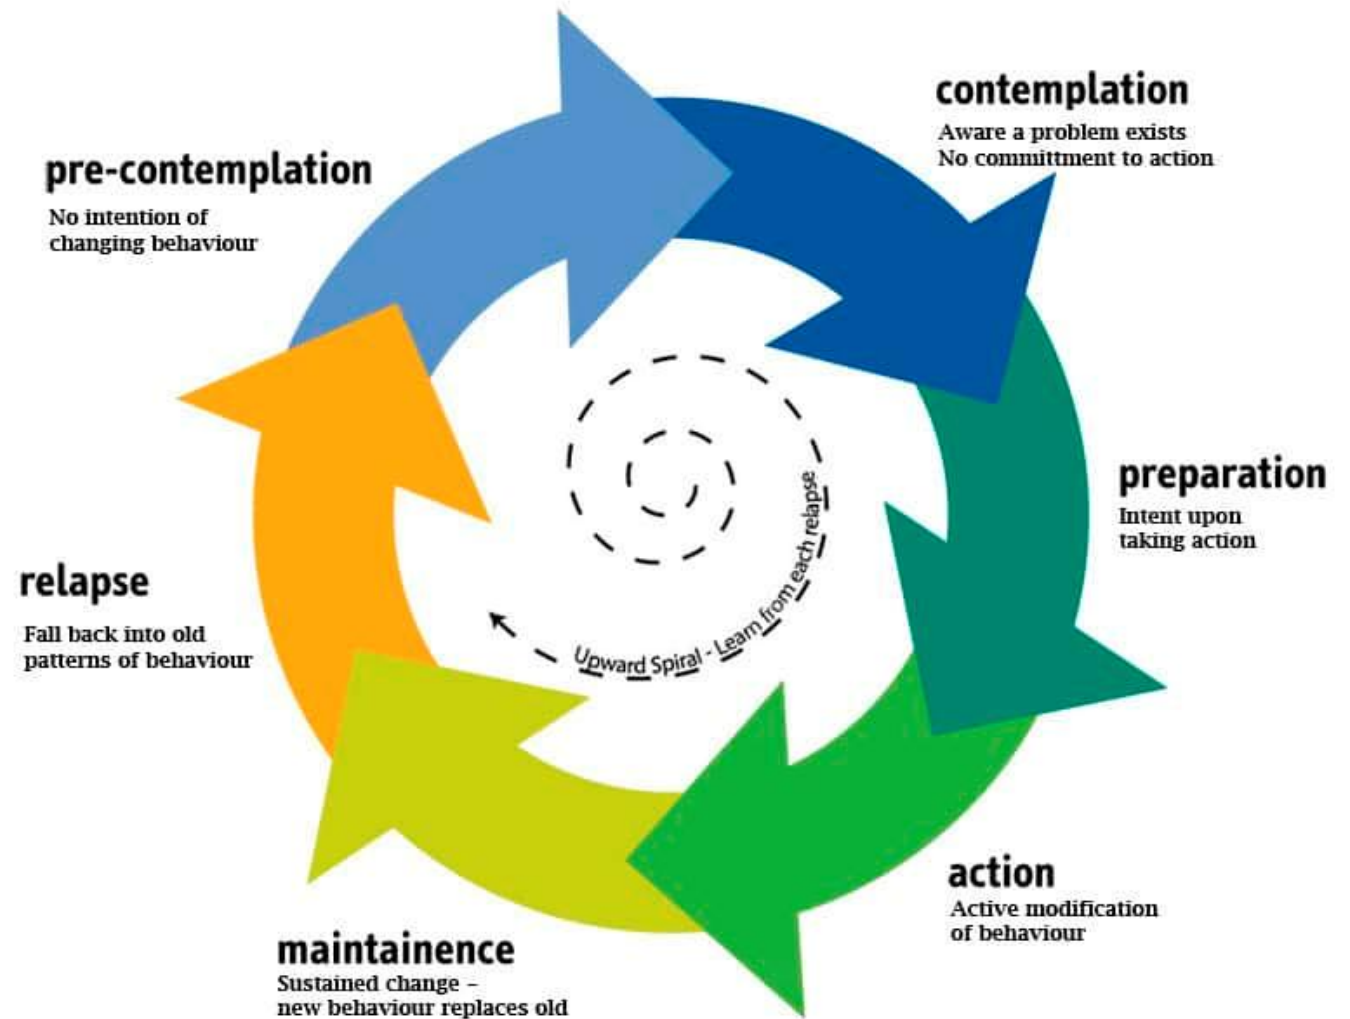 pre-contemplation
No intention of
changing behaviour
contemplation
Aware a problem exists
No committment to action
preparation
Intent upon
taking action
action
Active modification
of behaviour
maintainence
Sustained change –
new behaviour replaces old
relapse
Fall back into old
patterns of behaviour
Upward Spiral - Learn from each relapse